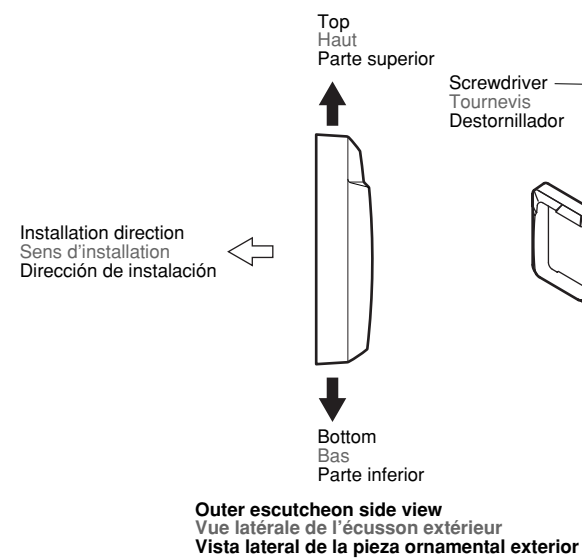 Top
Haut
Parte superior
Screwdriver
Tournevis
Destornillador
Installation direction
Sens d'installation
Dirección de instalación
Bottom
Bas
Parte inferior
Outer escutcheon side view
Vue latérale de l'écusson extérieur
Vista lateral de la pieza ornamental exterior